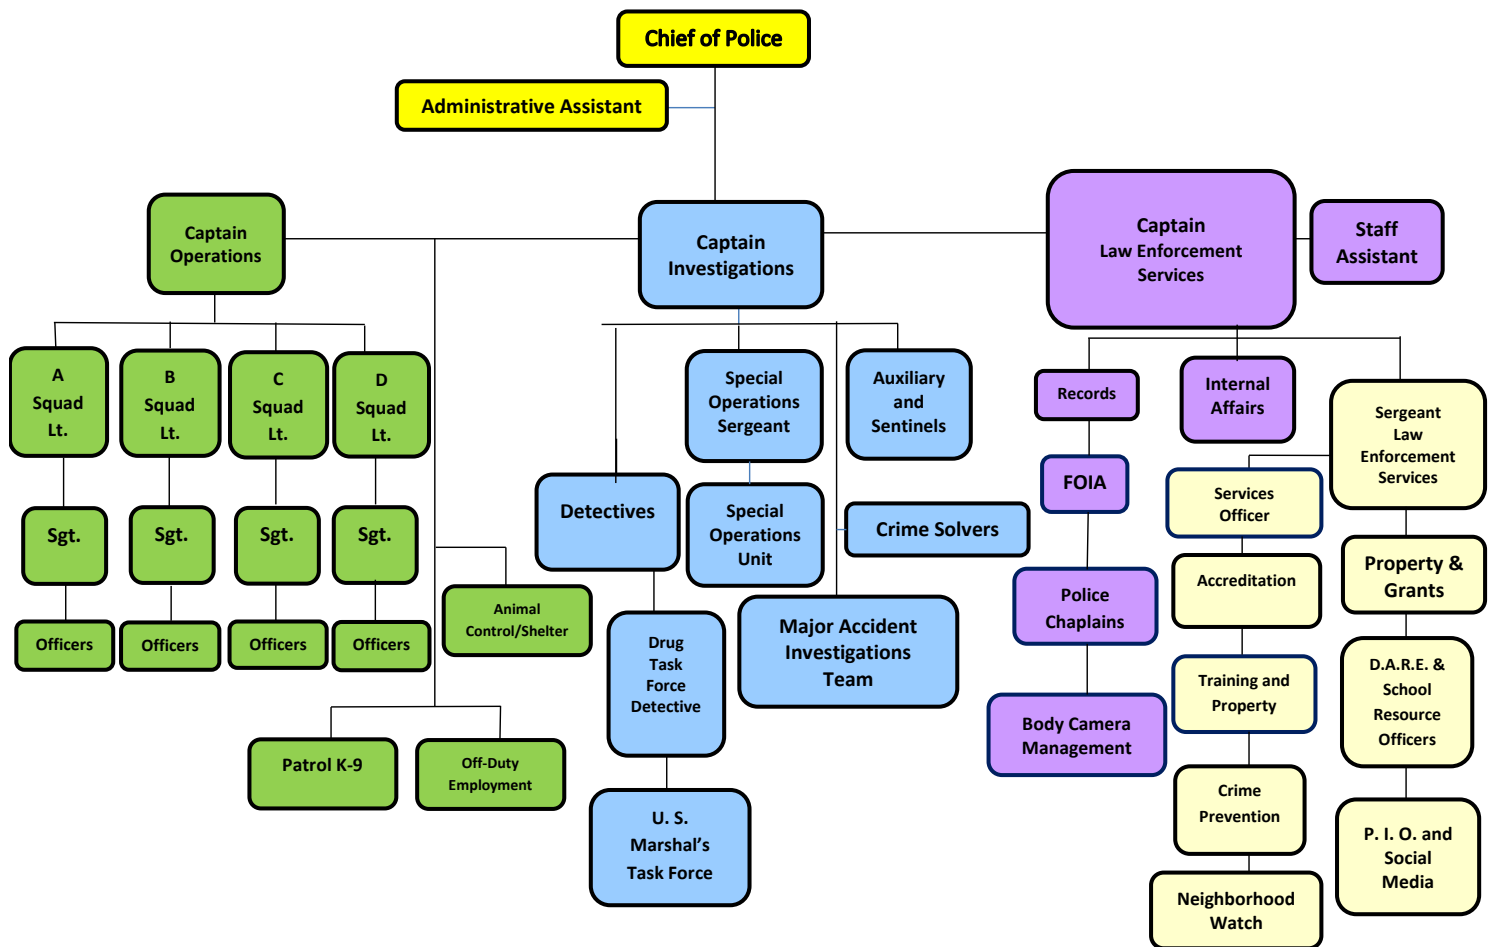 Chief of Police
Administrative Assistant
Captain
Operations
Captain
Investigations
Captain
Law Enforcement
Services
Staff
Assistant
A
Squad
Lt.
B
Squad
Lt.
C
Squad
Lt.
D
Squad
Lt.
Sgt.
Sgt.
Sgt.
Sgt.
Officers
Officers
Officers
Officers
Animal
Control/Shelter
Patrol K-9
Off-Duty
Employment
Special
Operations
Sergeant
Auxiliary
and
Sentinels
Detectives
Special
Operations
Unit
Crime Solvers
Drug
Task
Force
Detective
Major Accident
Investigations
Team
U. S.
Marshal’s
Task Force
Records
Internal
Affairs
FOIA
Police
Chaplains
Body Camera
Management
Sergeant
Law
Enforcement
Services
Services
Officer
Accreditation
Training and
Property
Crime
Prevention
Neighborhood
Watch
Property &
Grants
D.A.R.E. &
School
Resource
Officers
P. I. O. and
Social
Media